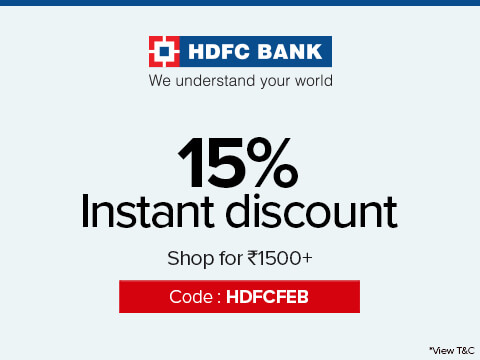 HDFC BANK
We understand your world
15%
Instant discount
Shop for ₹1500+
Code : HDFCFEB
*View T&C